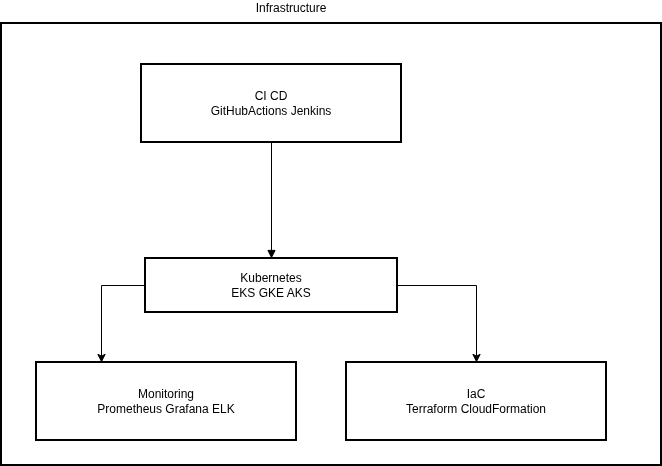 Infrastructure
CI CD
GitHubActions Jenkins
Kubernetes
EKS GKE AKS
Monitoring
Prometheus Grafana ELK
IaC
Terraform CloudFormation